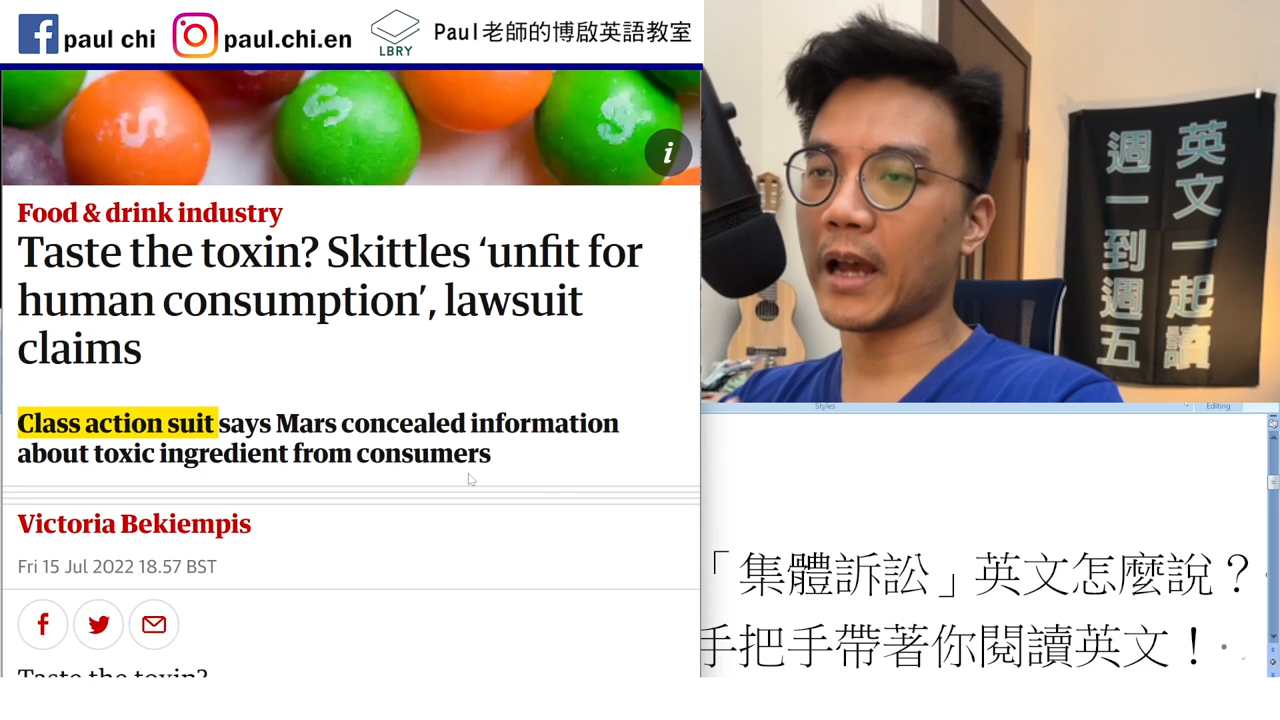 paul chi
paul.chi.en
LBRY
Paul老師的博啟英語教室
i
Food & drink industry
Taste the toxin? Skittles ‘unfit for
human consumption’, lawsuit
claims
Class action suit says Mars concealed information
about toxic ingredient from consumers
Victoria Bekiempis
Fri 15 Jul 2022 18.57 BST
Taste the toxin?
英文一起讀
週一到週五
Styles
Editing
「集體訴訟」英文怎麼說？
手把手帶著你閱讀英文！